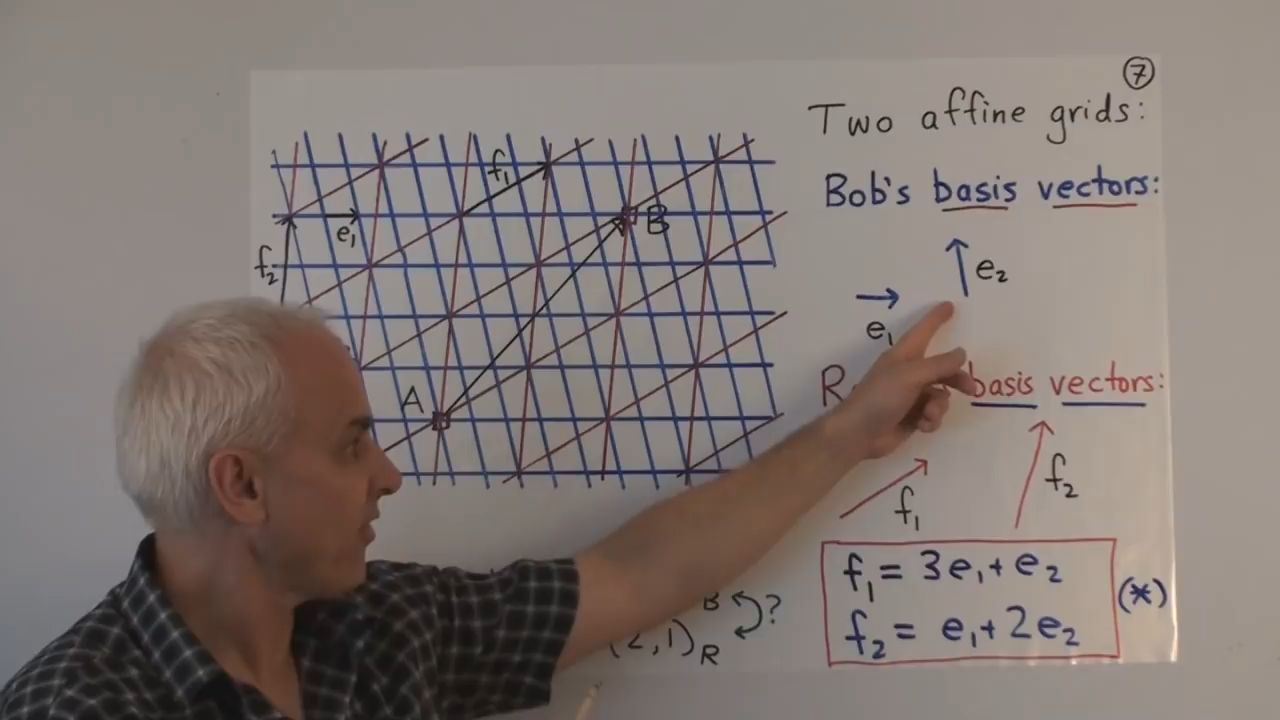 7
Two affine grids:
Bob's basis vectors:
e₂
e₁
basis vectors:
f₁
f₂
f₁ = 3e₁ + e₂
f₂ = e₁ + 2e₂
(*)
f₁
e₁
f₂
B
A
B ?
(2,1)R